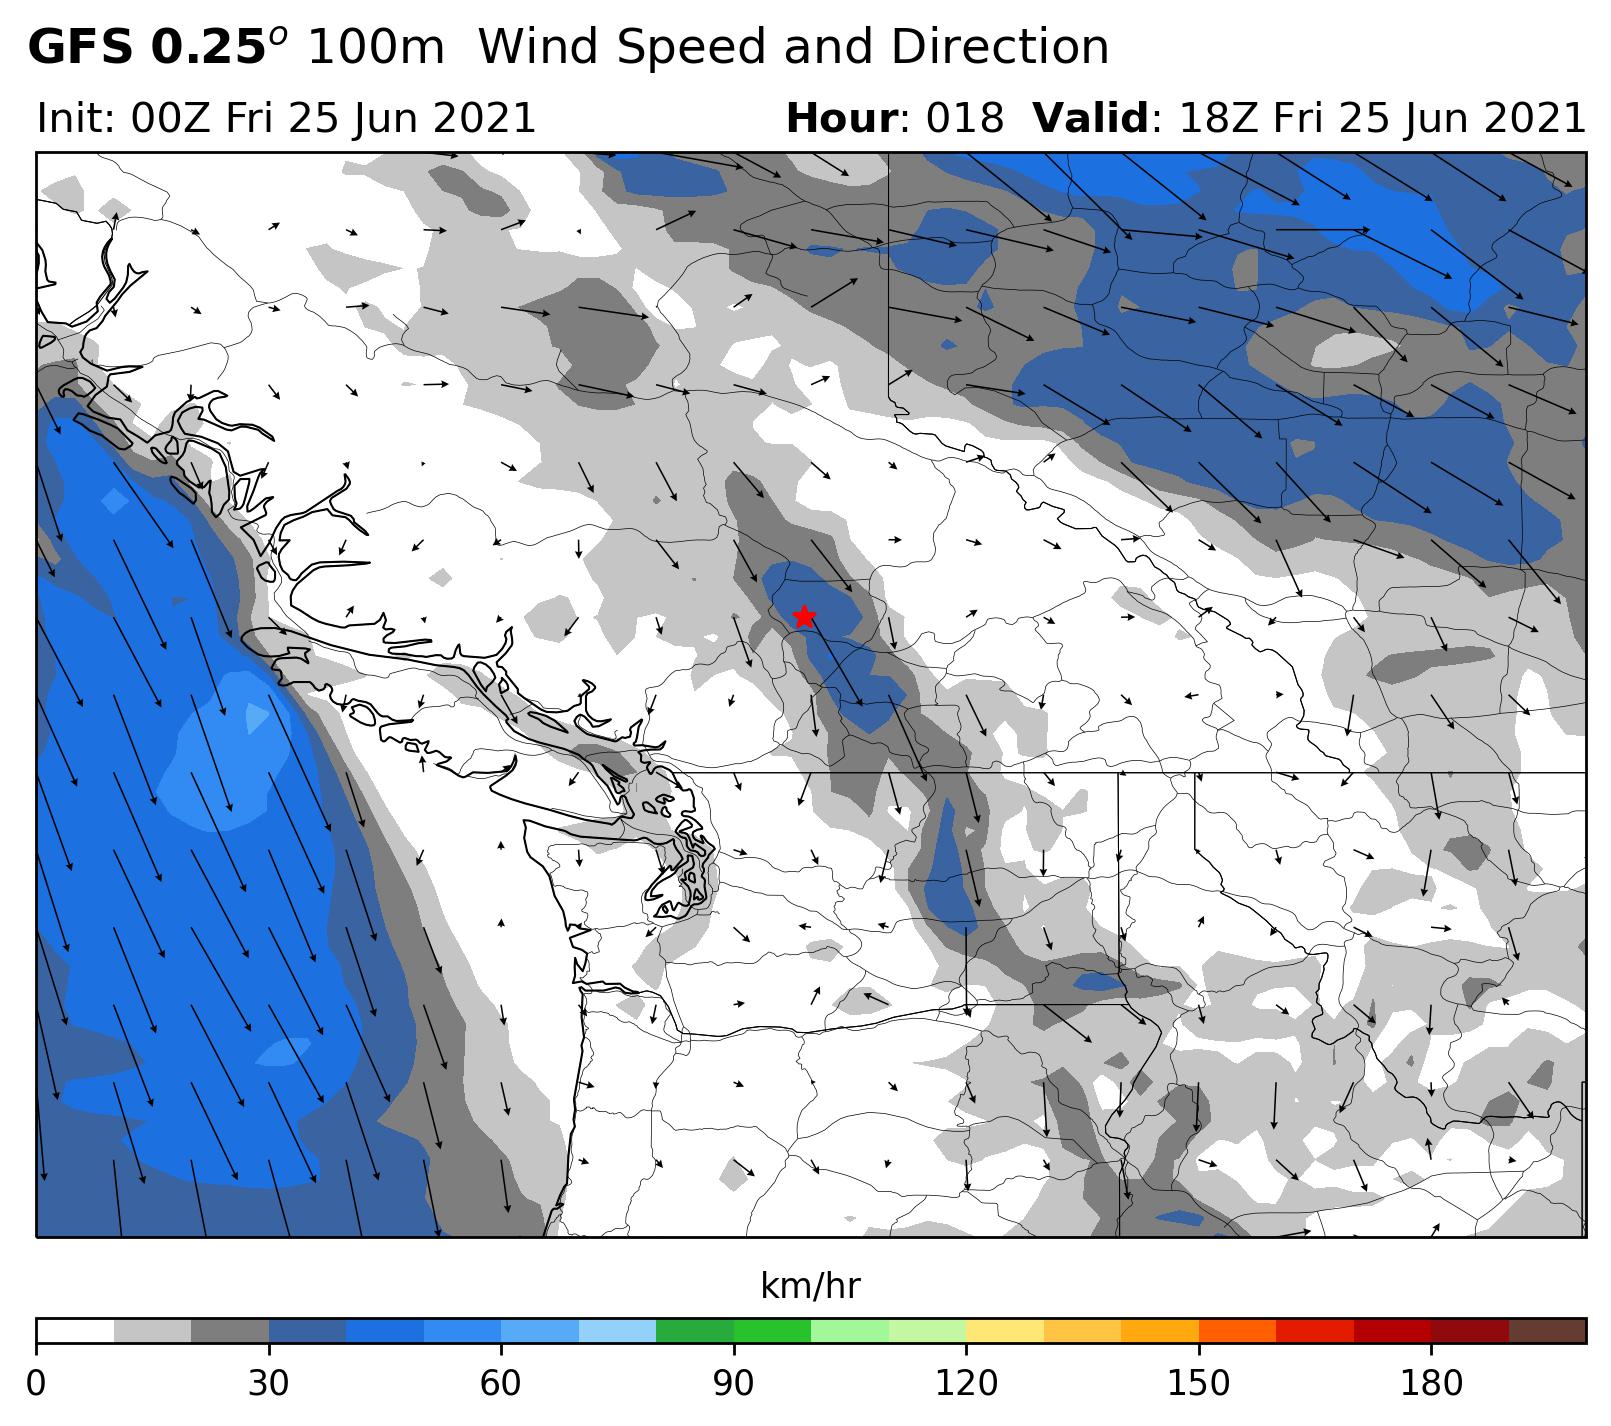 GFS 0.25° 100m Wind Speed and Direction
Init: 00Z Fri 25 Jun 2021 Hour: 018 Valid: 18Z Fri 25 Jun 2021
km/hr
0 30 60 90 120 150 180